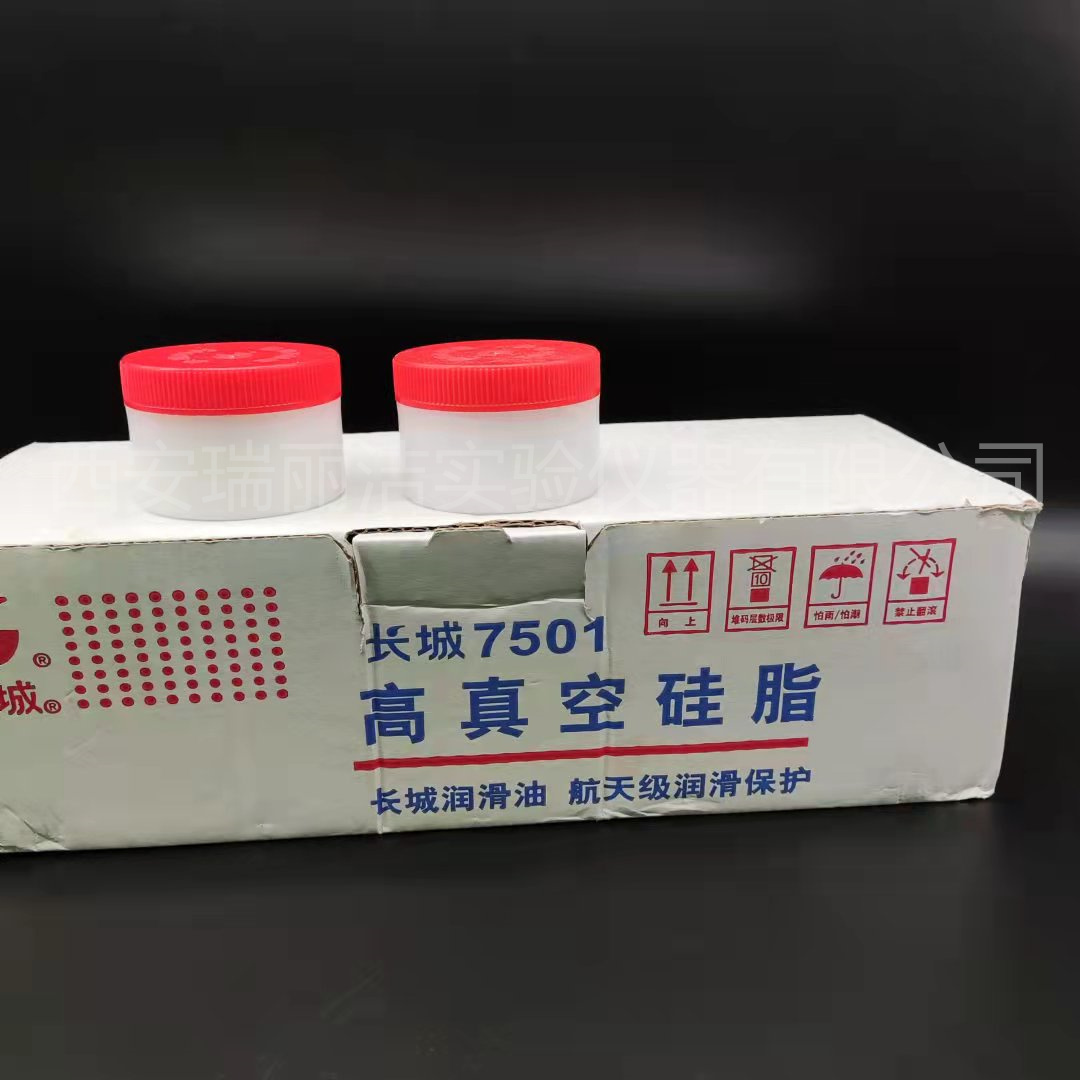 西安瑞丽洁实验仪器有限公司
®
城®
长城7501
高真空硅脂
长城润滑油 航天级润滑保护
10
向上
堆码层数极限
怕雨/怕潮
禁止翻滚